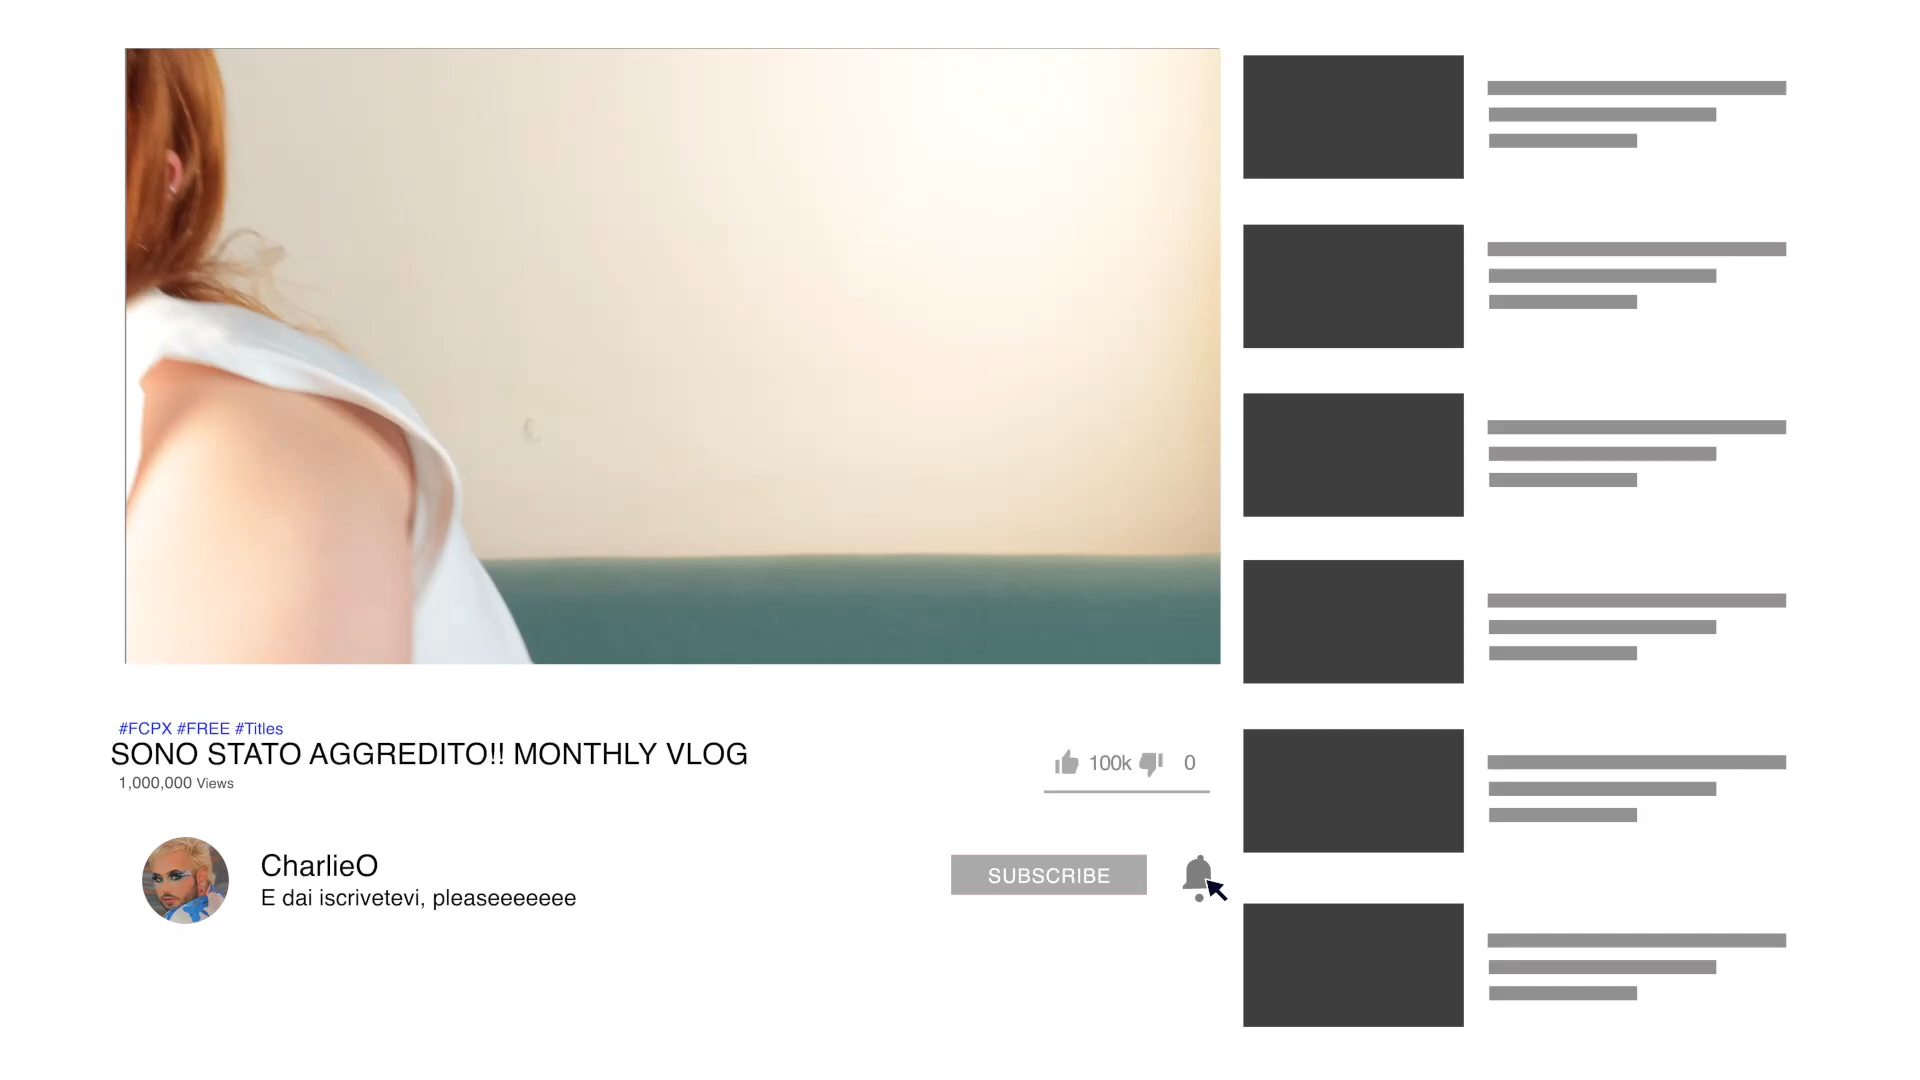 #FCPX #FREE #Titles
SONO STATO AGGREDITO!! MONTHLY VLOG
1,000,000 Views
100k 0
CharlieO
E dai iscrivetevi, pleaseeeeeee
SUBSCRIBE